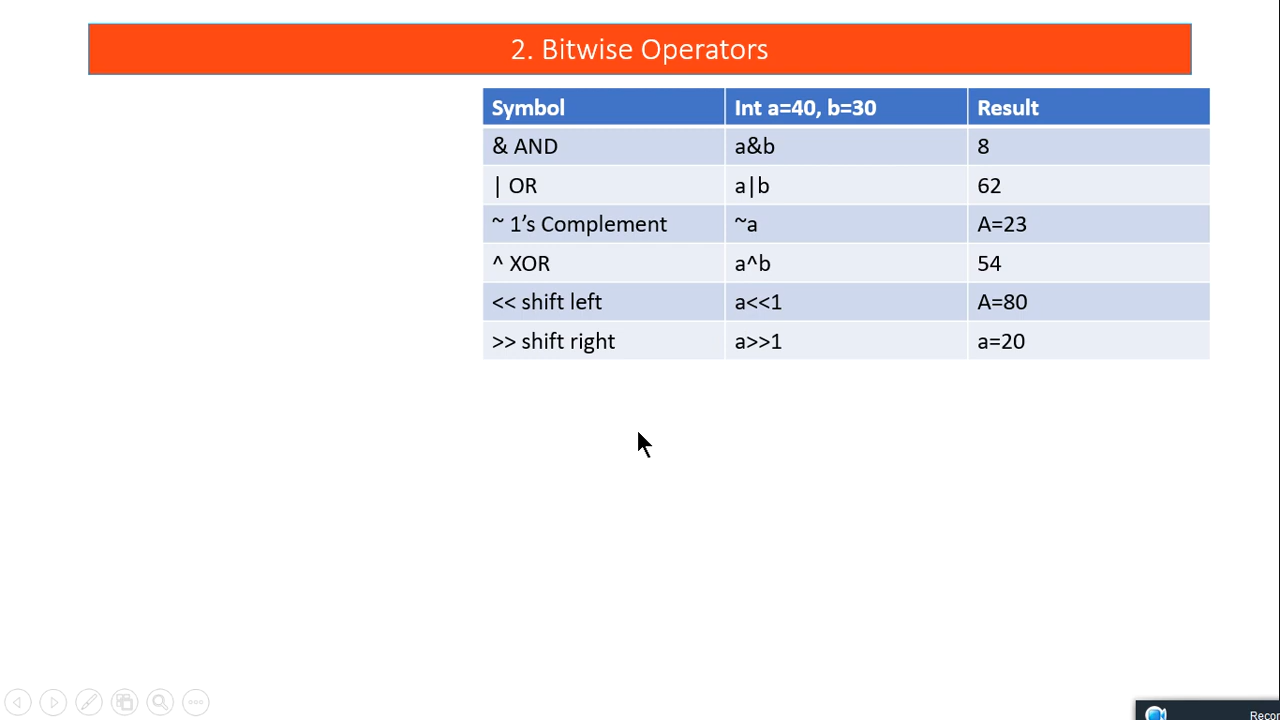 2. Bitwise Operators
Symbol Int a=40, b=30 Result
& AND a&b 8
| OR a|b 62
~ 1’s Complement ~a A=23
^ XOR a^b 54
<< shift left a<<1 A=80
>> shift right a>>1 a=20
Recor